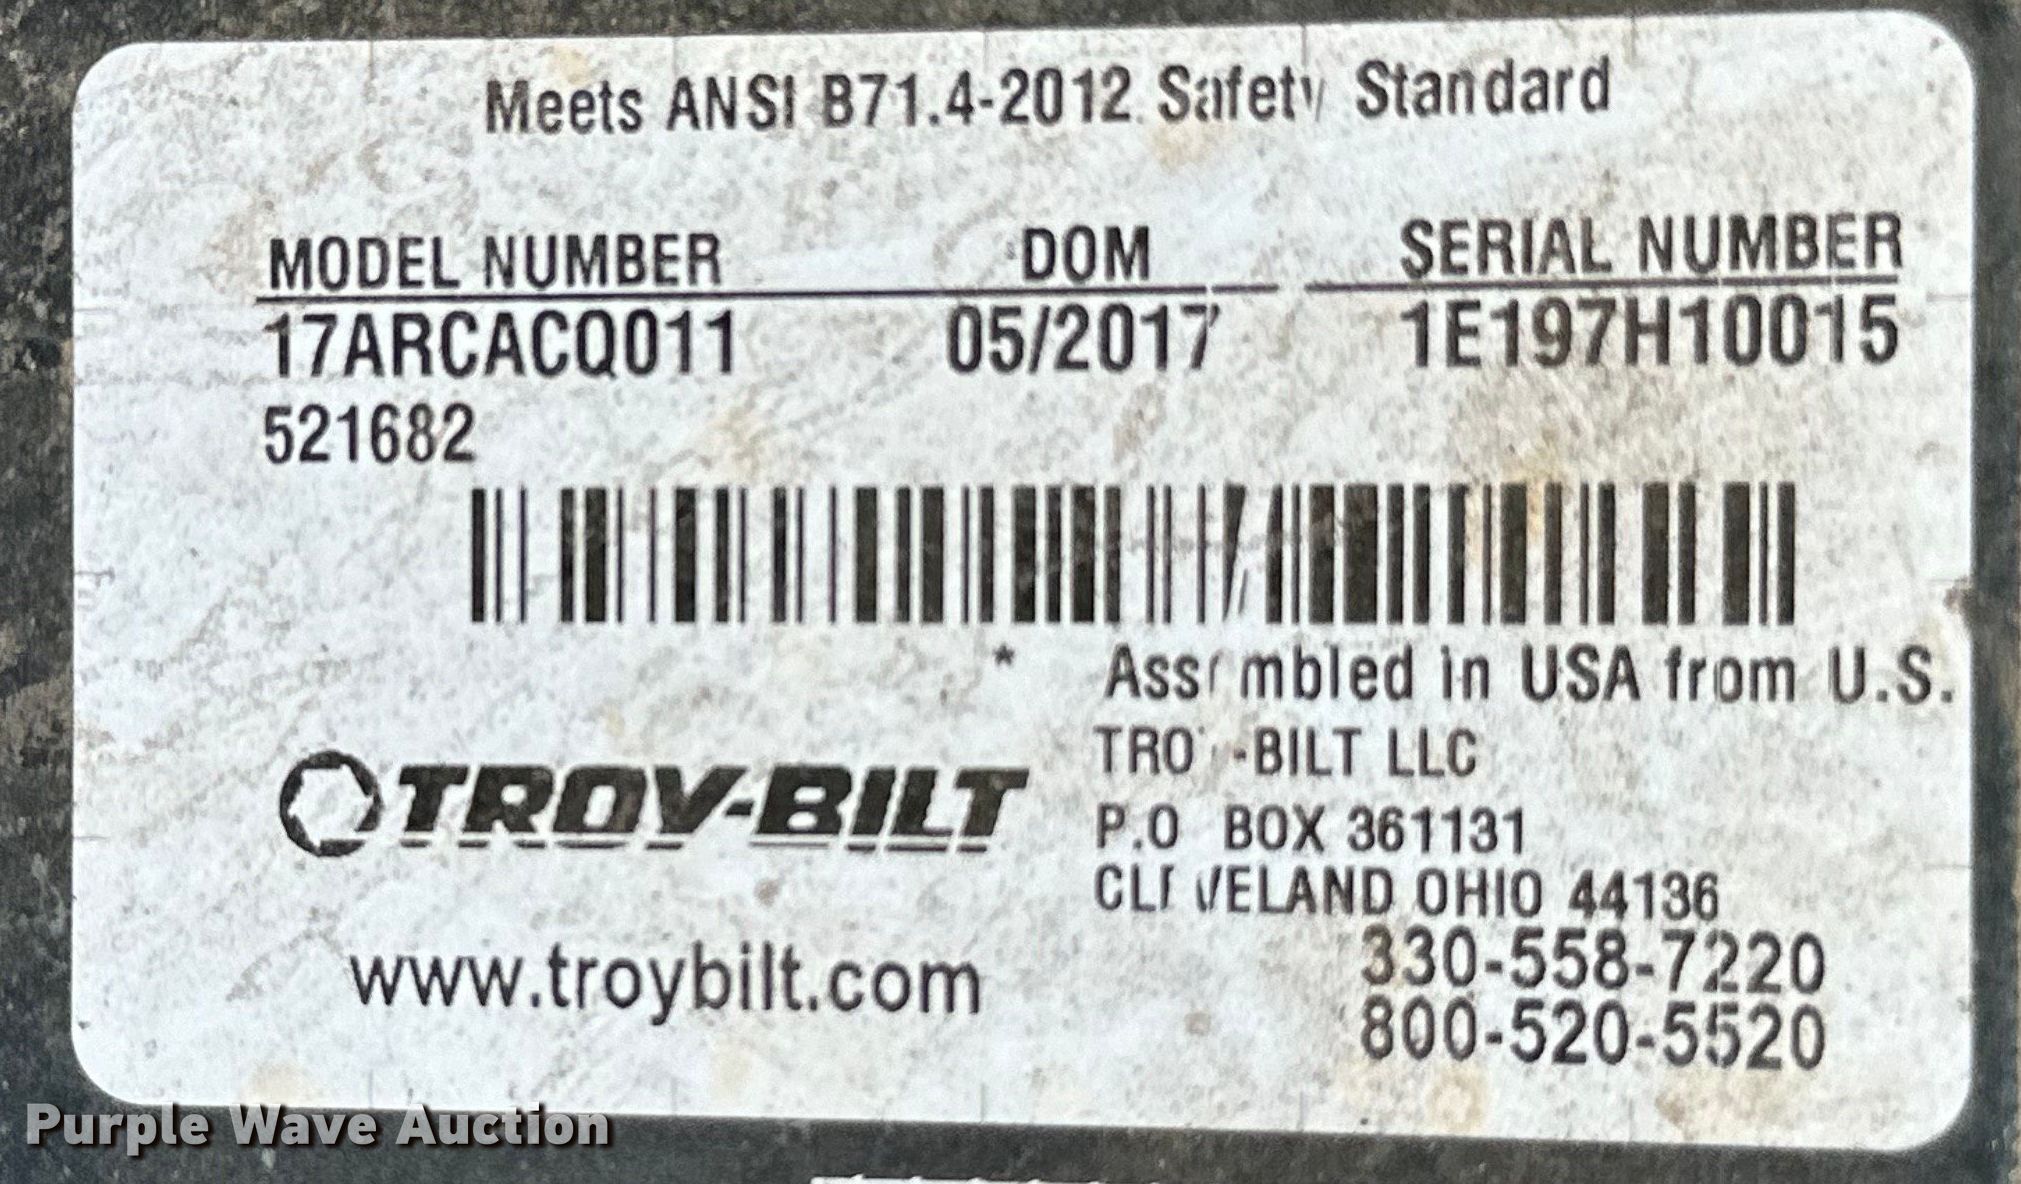 Meets ANSI B71.4-2012 Safety Standard
MODEL NUMBER DOM SERIAL NUMBER
17ARCACQ011 05/2017 1E197H10015
521682
* Assembled in USA from U.S.
TROY-BILT
TROY-BILT LLC
P.O BOX 361131
CLEVELAND OHIO 44136
www.troybilt.com
330-558-7220
800-520-5520
Purple Wave Auction